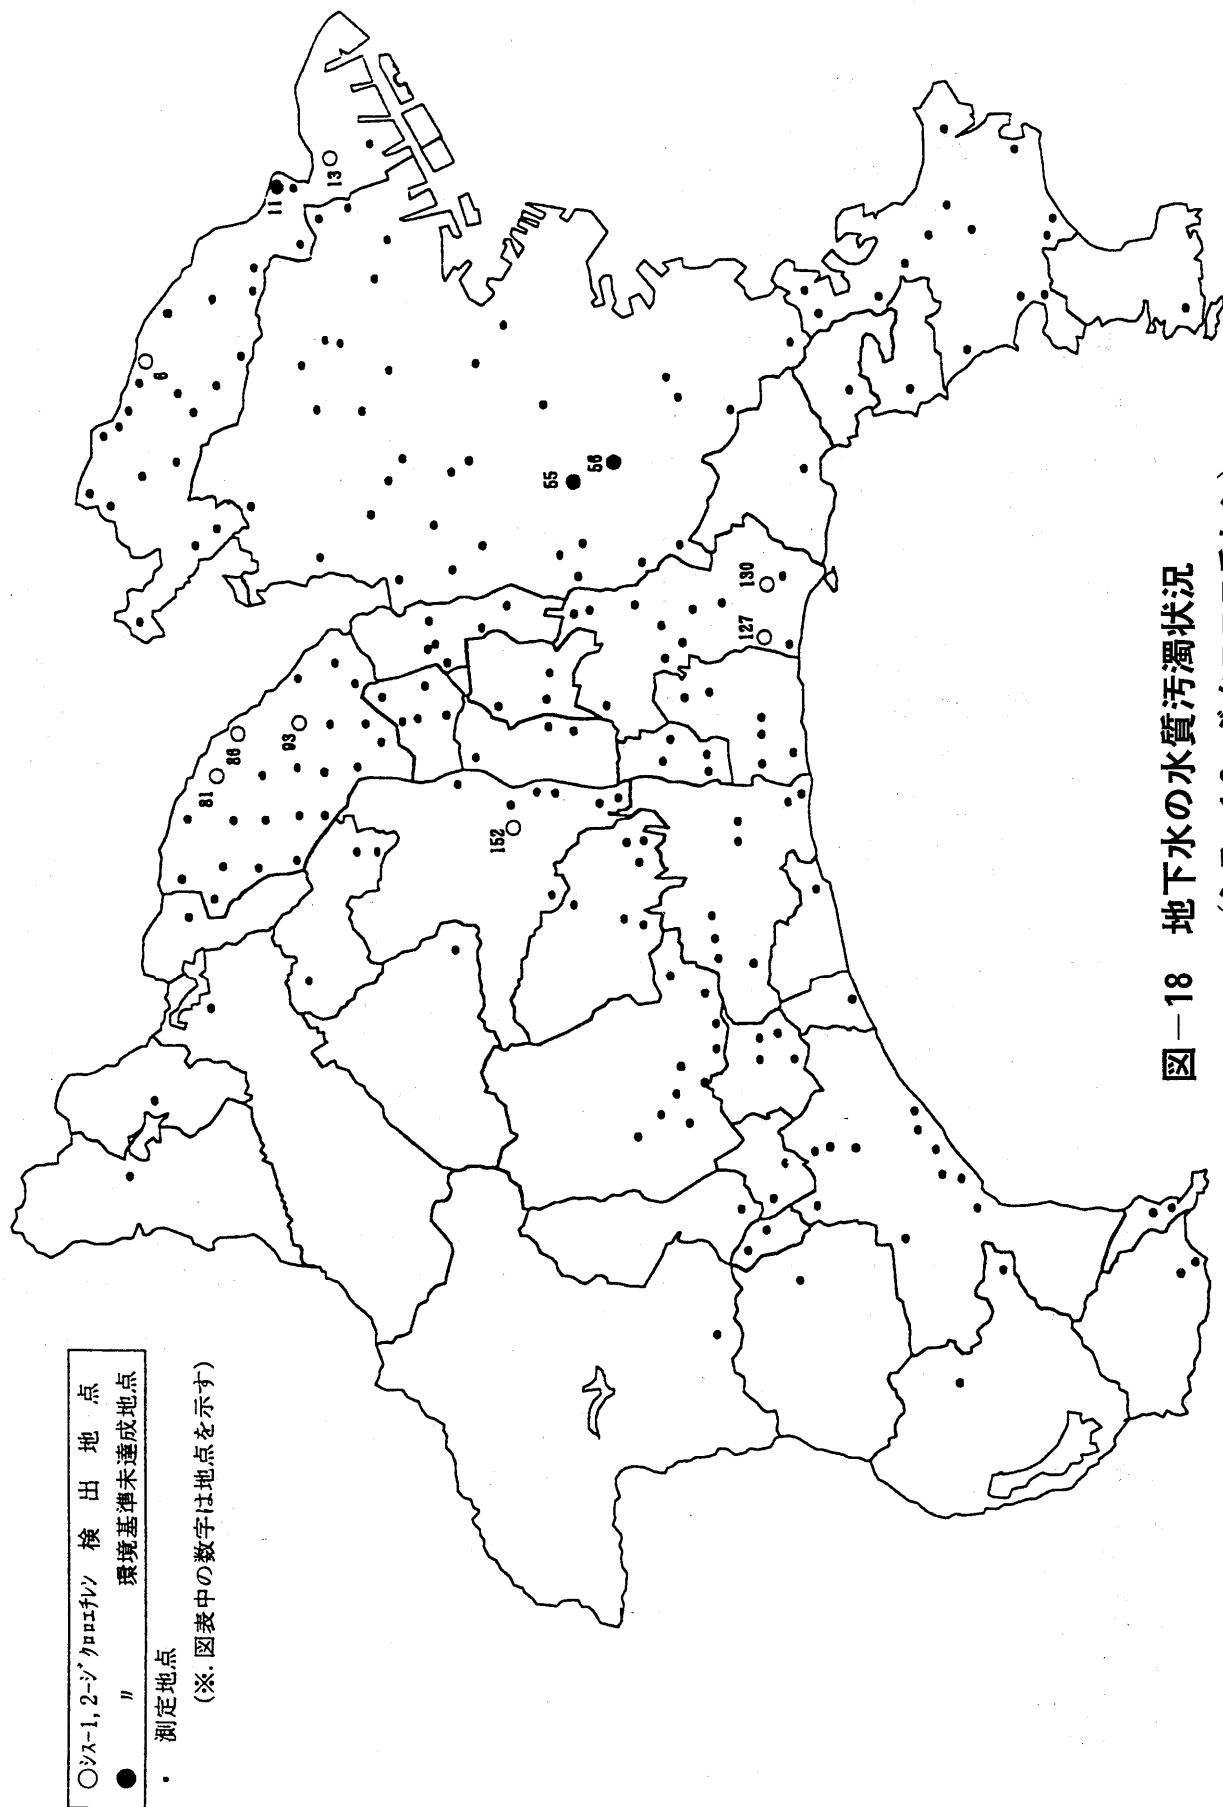 ○シス-1,2-ジクロロエチレン 検 出 地 点
● 〃 環境基準未達成地点
・ 測定地点
(※. 図表中の数字は地点を示す)
6
11
13
55
56
81
86
93
127
130
152
図－18 地下水の水質汚濁状況